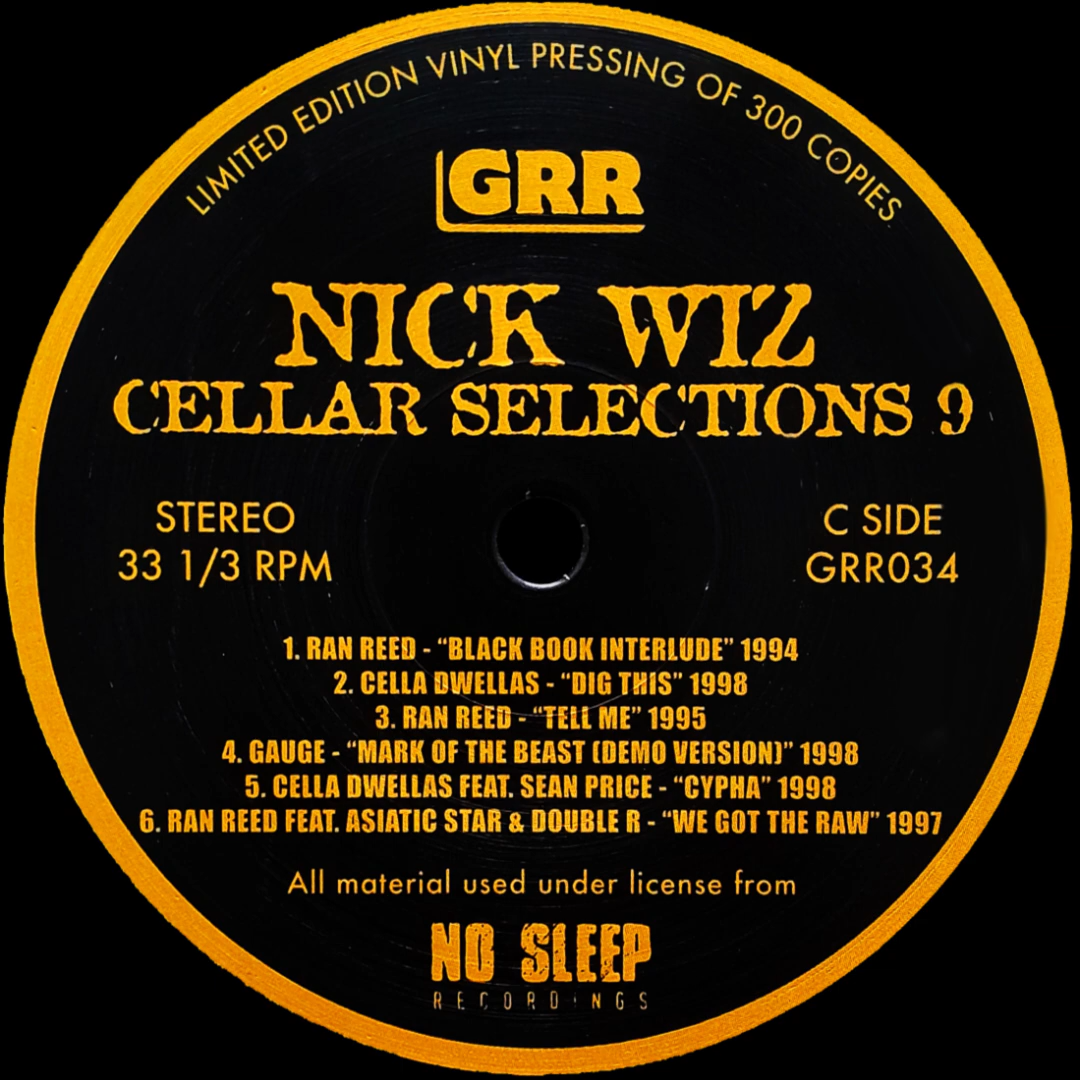 LIMITED EDITION VINYL PRESSING OF 300 COPIES
GRR
NICK WIZ
CELLAR SELECTIONS 9
STEREO
33 1/3 RPM
C SIDE
GRR034
1. RAN REED - “BLACK BOOK INTERLUDE” 1994
2. CELLA DWELLAS - “DIG THIS” 1998
3. RAN REED - “TELL ME” 1995
4. GAUGE - “MARK OF THE BEAST (DEMO VERSION)” 1998
5. CELLA DWELLAS FEAT. SEAN PRICE - “CYPHA” 1998
6. RAN REED FEAT. ASIATIC STAR & DOUBLE R - “WE GOT THE RAW” 1997
All material used under license from
NO SLEEP
RECORDINGS